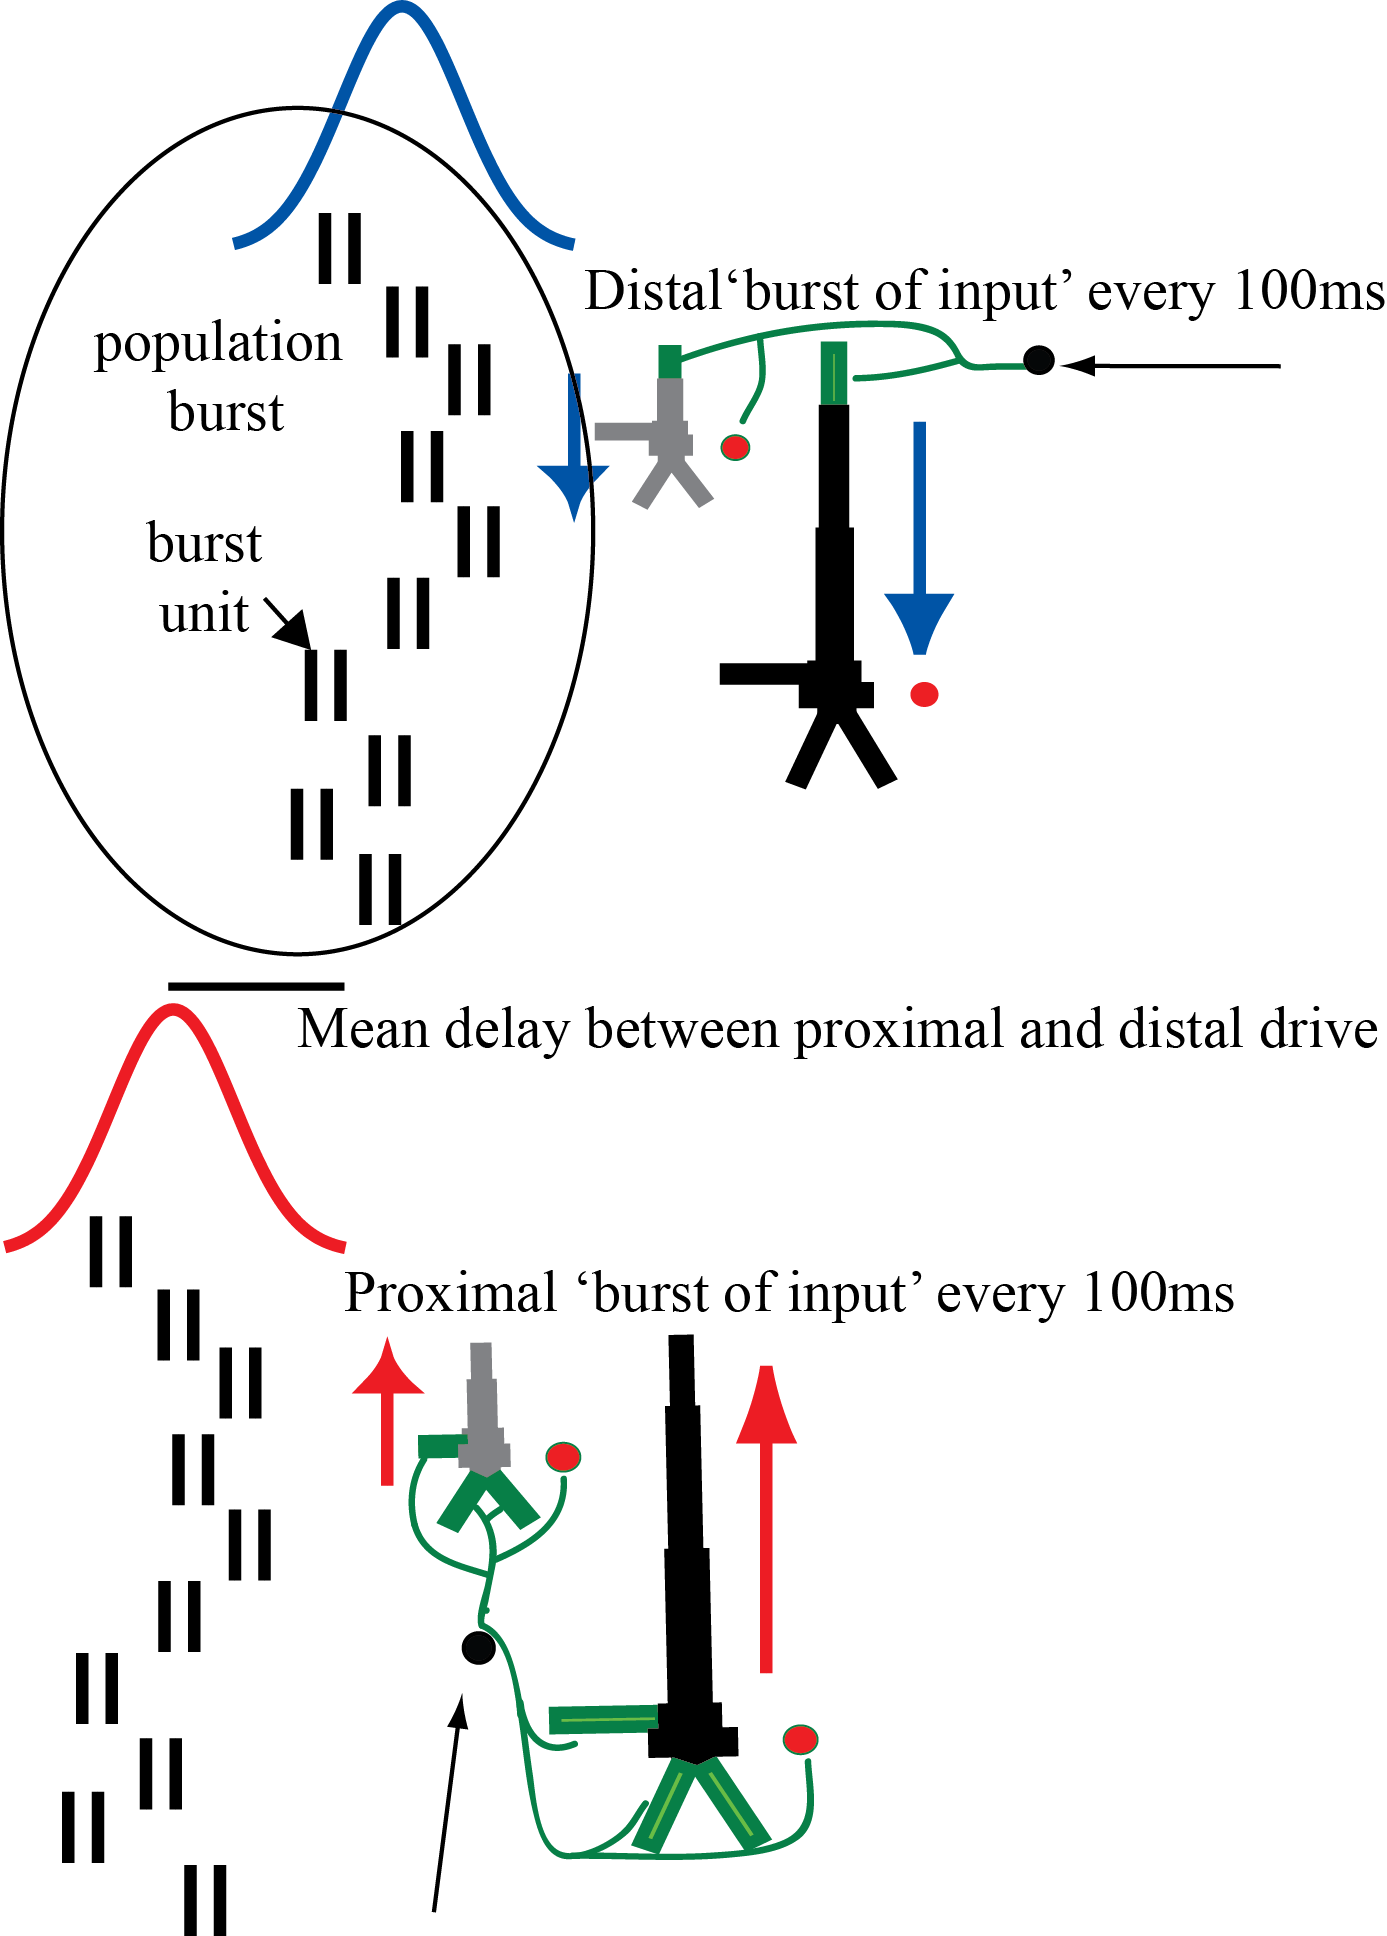 Distal‘burst of input’ every 100ms
population
burst
burst
unit
Mean delay between proximal and distal drive
Proximal ‘burst of input’ every 100ms